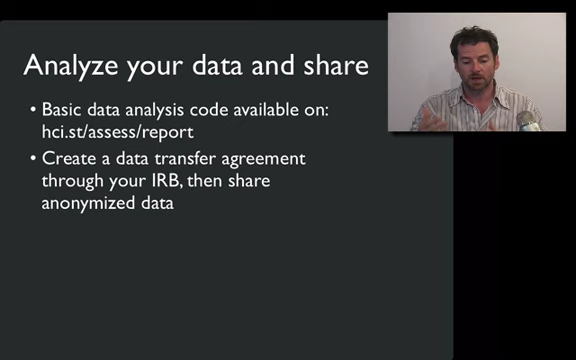 Analyze your data and share
• Basic data analysis code available on:
hci.st/assess/report
• Create a data transfer agreement
through your IRB, then share
anonymized data